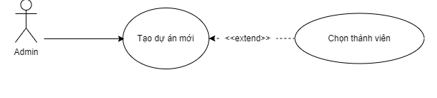 Tạo dự án mới
<<extend>>
Chọn thành viên
Admin